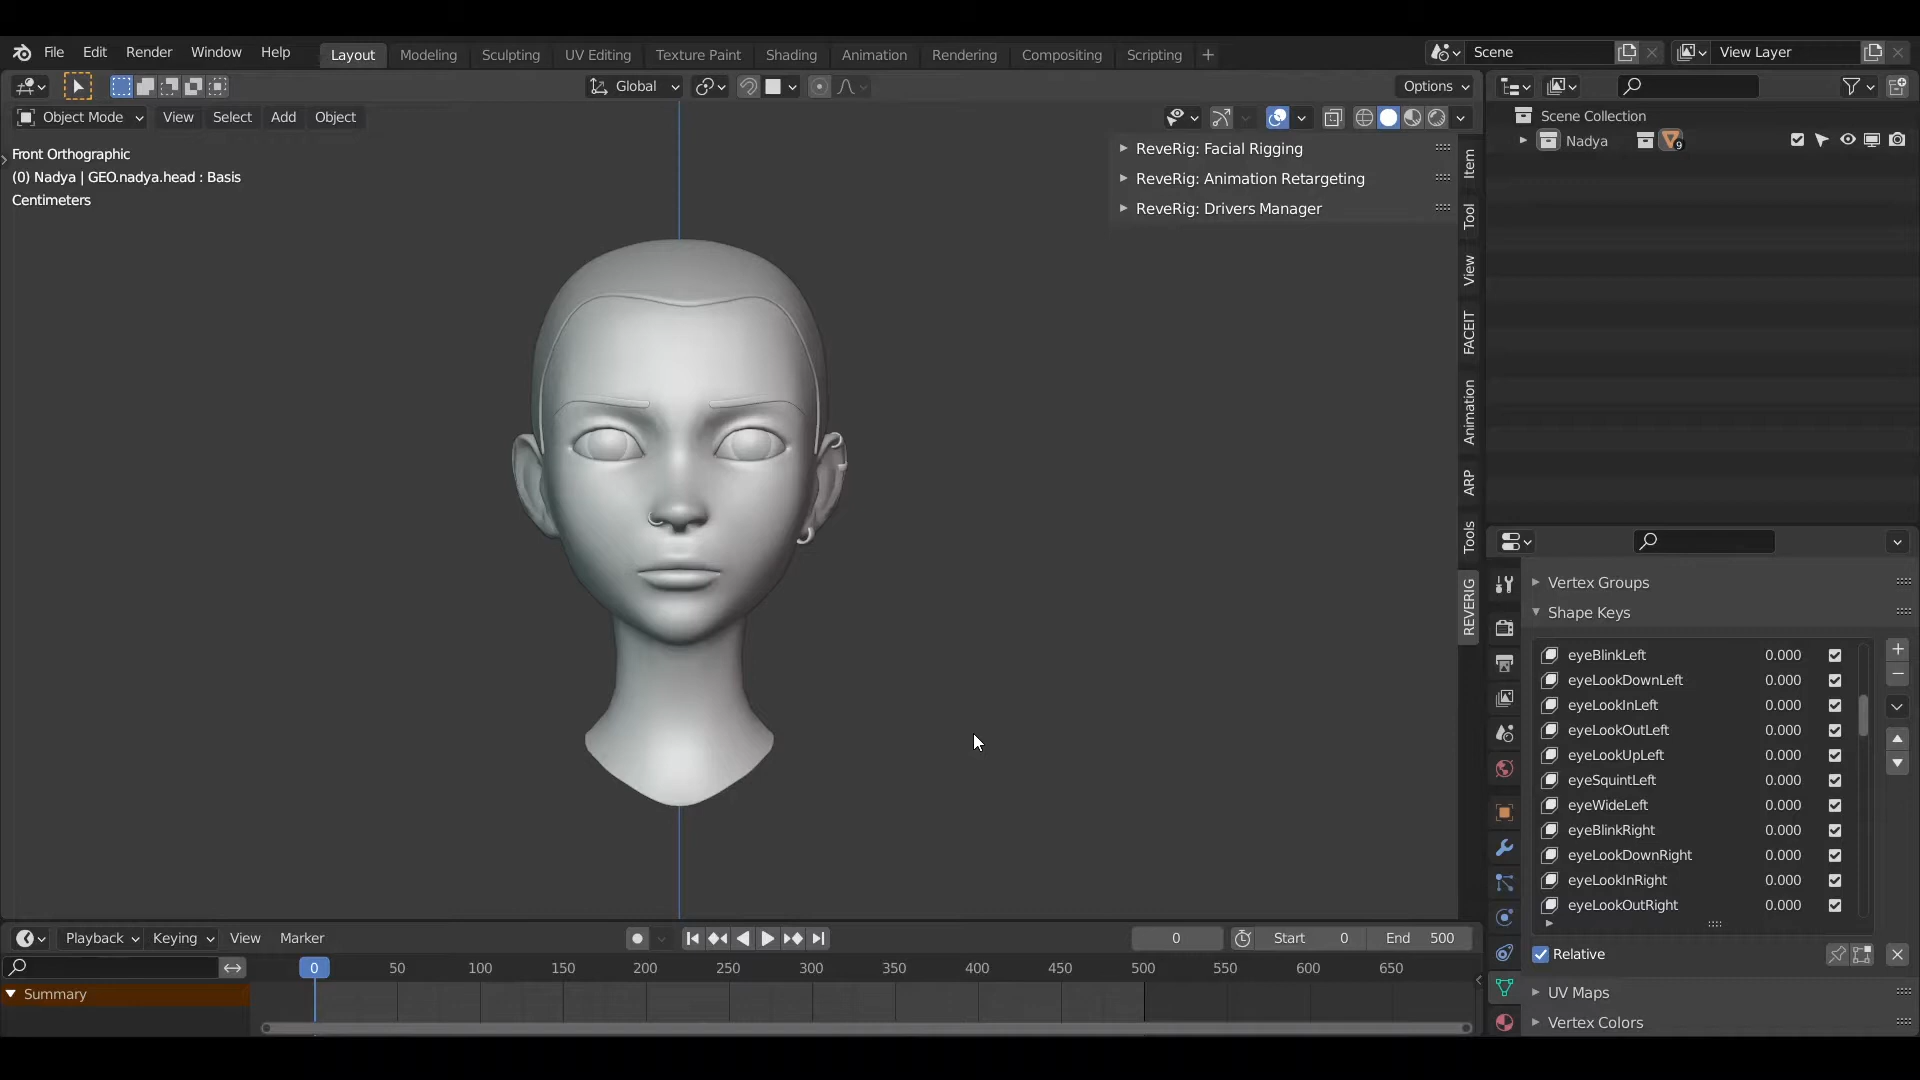 File Edit Render Window Help
Layout Modeling Sculpting UV Editing Texture Paint Shading Animation Rendering Compositing Scripting +
Scene
View Layer
Global
Options
Object Mode View Select Add Object
Front Orthographic
(0) Nadya | GEO.nadya.head : Basis
Centimeters
ReveRig: Facial Rigging
ReveRig: Animation Retargeting
ReveRig: Drivers Manager
Item
Tool
View
FACEIT
Animation
ARP
Tools
REVERIG
Scene Collection
Nadya 9
Vertex Groups
Shape Keys
eyeBlinkLeft 0.000
eyeLookDownLeft 0.000
eyeLookInLeft 0.000
eyeLookOutLeft 0.000
eyeLookUpLeft 0.000
eyeSquintLeft 0.000
eyeWideLeft 0.000
eyeBlinkRight 0.000
eyeLookDownRight 0.000
eyeLookInRight 0.000
eyeLookOutRight 0.000
Relative
UV Maps
Vertex Colors
Playback Keying View Marker
0 Start 0 End 500
0 50 100 150 200 250 300 350 400 450 500 550 600 650
Summary